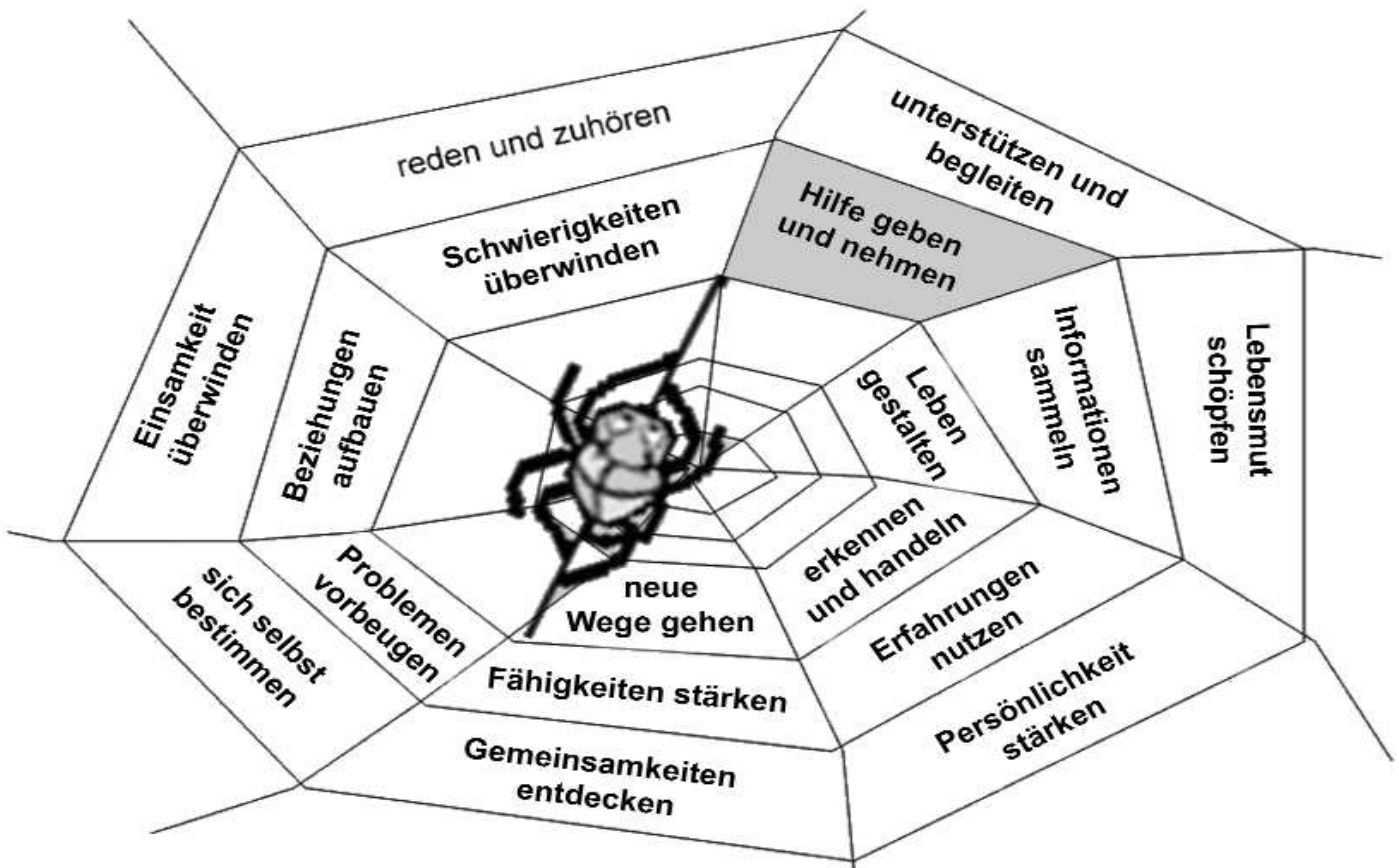 reden und zuhören
unterstützen und
begleiten
Schwierigkeiten
überwinden
Hilfe geben
und nehmen
Einsamkeit
überwinden
Beziehungen
aufbauen
Leben
gestalten
Informationen
sammeln
Lebensmut
schöpfen
sich selbst
bestimmen
Problemen
vorbeugen
neue
Wege gehen
erkennen
und handeln
Erfahrungen
nutzen
Fähigkeiten stärken
Persönlichkeit
stärken
Gemeinsamkeiten
entdecken